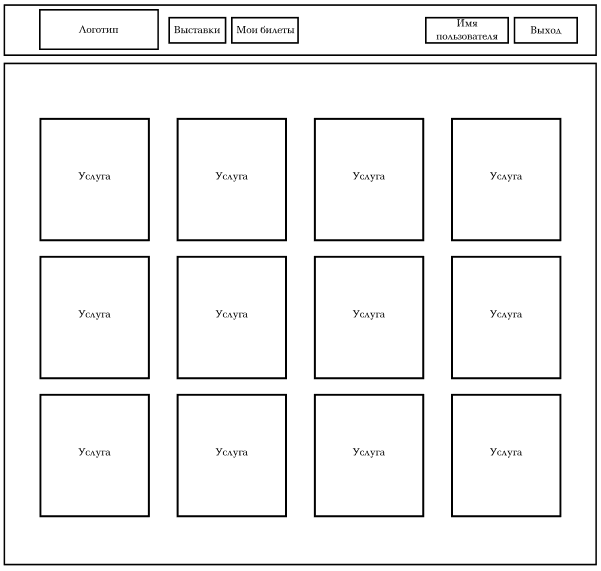 Логотип
Выставки
Мои билеты
Имя
пользователя
Выход
Услуга
Услуга
Услуга
Услуга
Услуга
Услуга
Услуга
Услуга
Услуга
Услуга
Услуга
Услуга